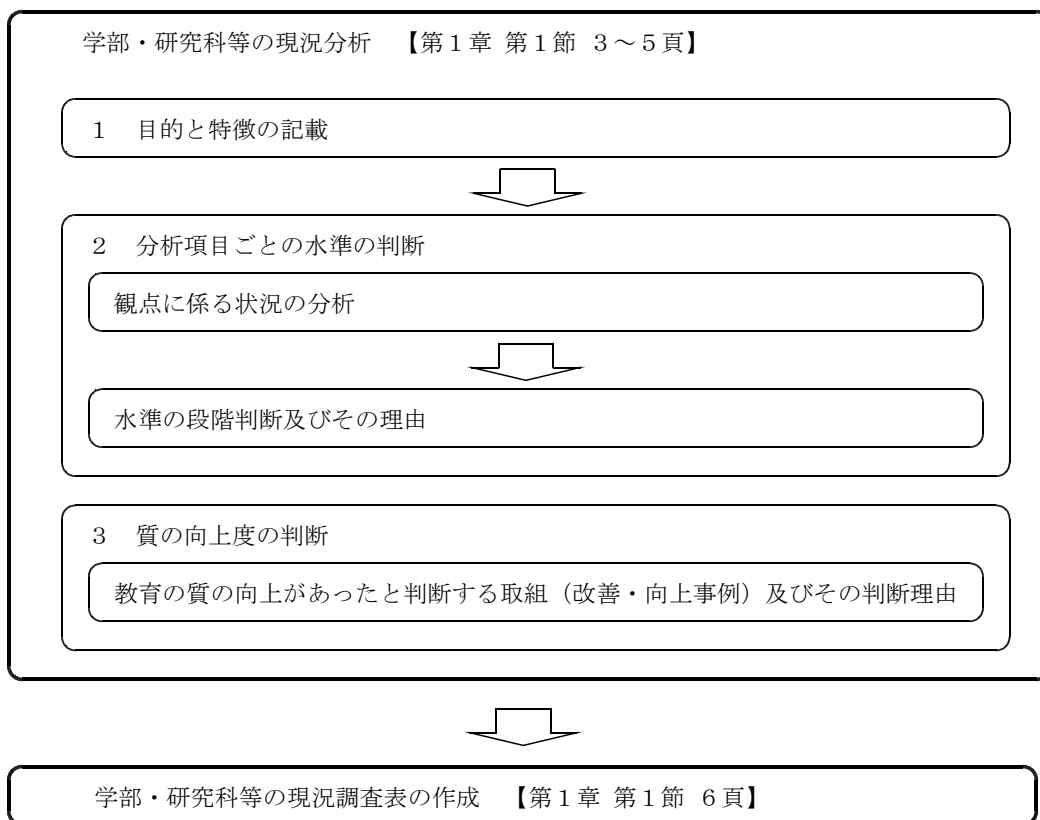 学部・研究科等の現況分析　【第１章 第１節 ３～５頁】
１　目的と特徴の記載
２　分析項目ごとの水準の判断
観点に係る状況の分析
水準の段階判断及びその理由
３　質の向上度の判断
教育の質の向上があったと判断する取組（改善・向上事例）及びその判断理由
学部・研究科等の現況調査表の作成　【第１章 第１節 ６頁】